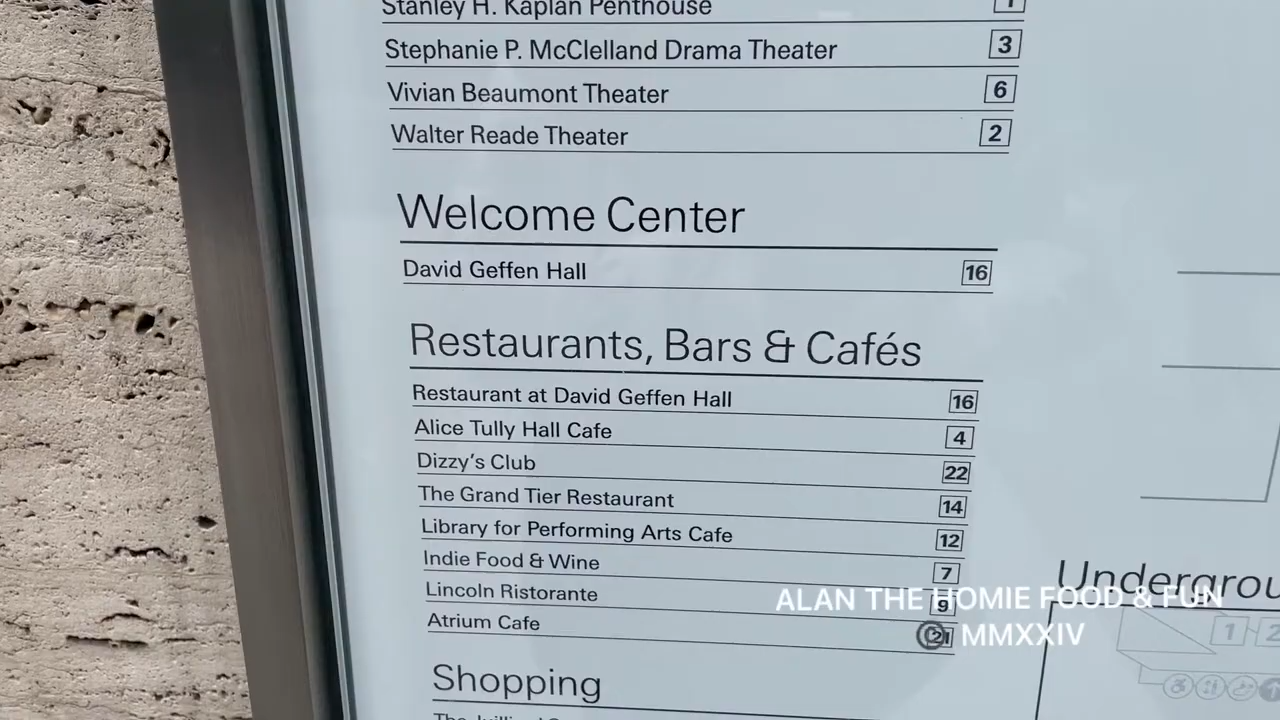 Stanley H. Kaplan Penthouse 1
Stephanie P. McClelland Drama Theater 3
Vivian Beaumont Theater 6
Walter Reade Theater 2
Welcome Center
David Geffen Hall 16
Restaurants, Bars & Cafés
Restaurant at David Geffen Hall 16
Alice Tully Hall Cafe 4
Dizzy's Club 22
The Grand Tier Restaurant 14
Library for Performing Arts Cafe 12
Indie Food & Wine 7
Lincoln Ristorante 9
Atrium Cafe 21
Shopping
Undergrou
1 2
ALAN THE HOMIE FOOD & FUN
© MMXXIV